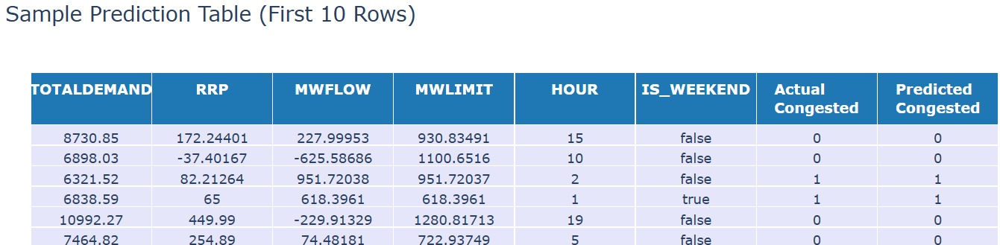 Sample Prediction Table (First 10 Rows)
TOTALDEMAND RRP MWFLOW MWLIMIT HOUR IS_WEEKEND Actual Congested Predicted Congested
8730.85 172.24401 227.99953 930.83491 15 false 0 0
6898.03 -37.40167 -625.58686 1100.6516 10 false 0 0
6321.52 82.21264 951.72038 951.72037 2 false 1 1
6838.59 65 618.3961 618.3961 1 true 1 1
10992.27 449.99 -229.91329 1280.81713 19 false 0 0
7464.82 254.89 74.48181 722.93749 5 false 0 0